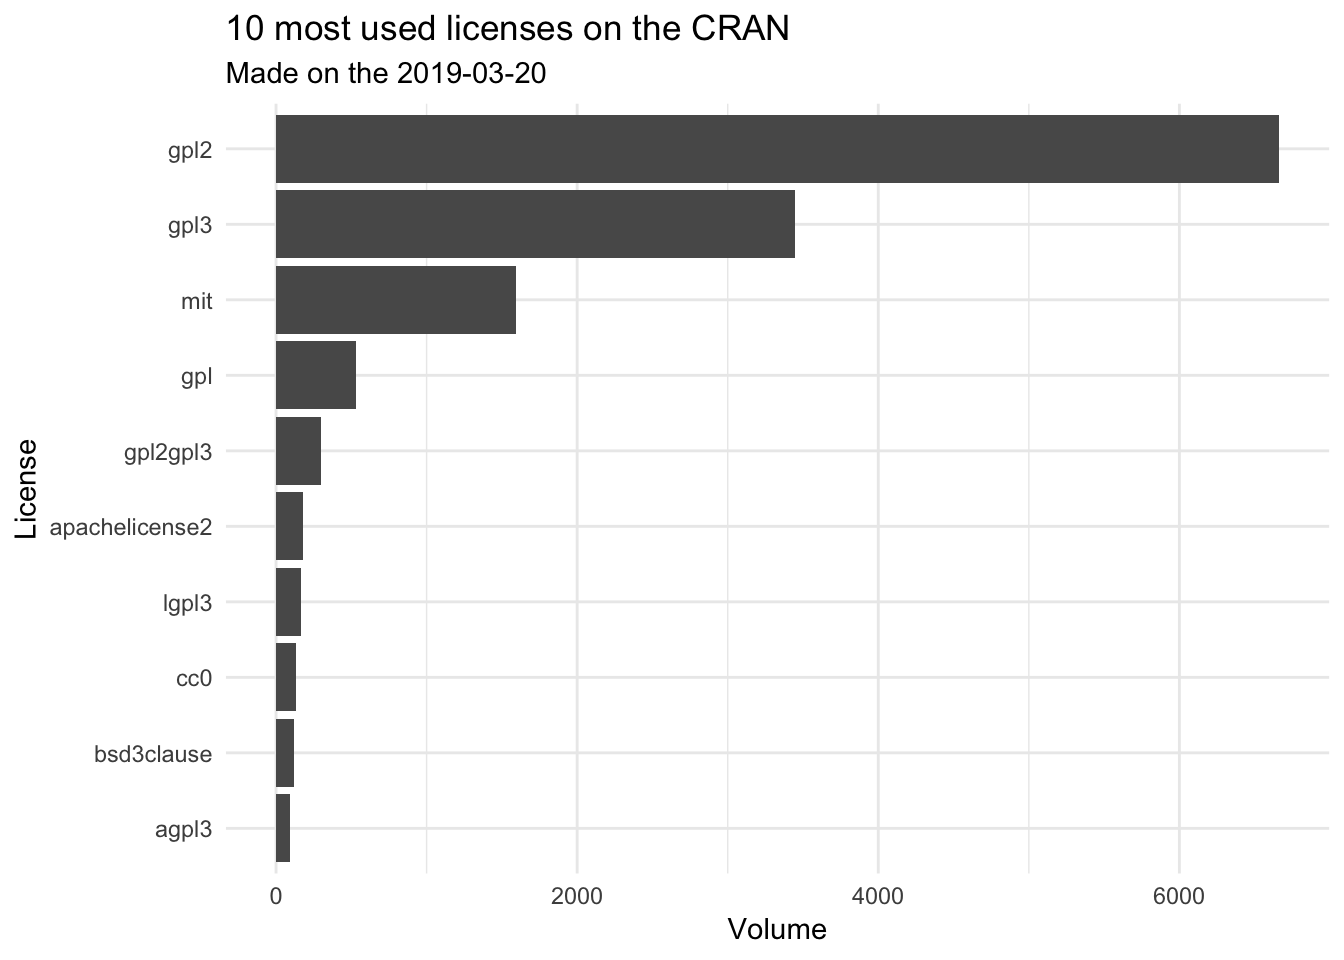 10 most used licenses on the CRAN
Made on the 2019-03-20
License
gpl2
gpl3
mit
gpl
gpl2gpl3
apachelicense2
lgpl3
cc0
bsd3clause
agpl3
0 2000 4000 6000
Volume